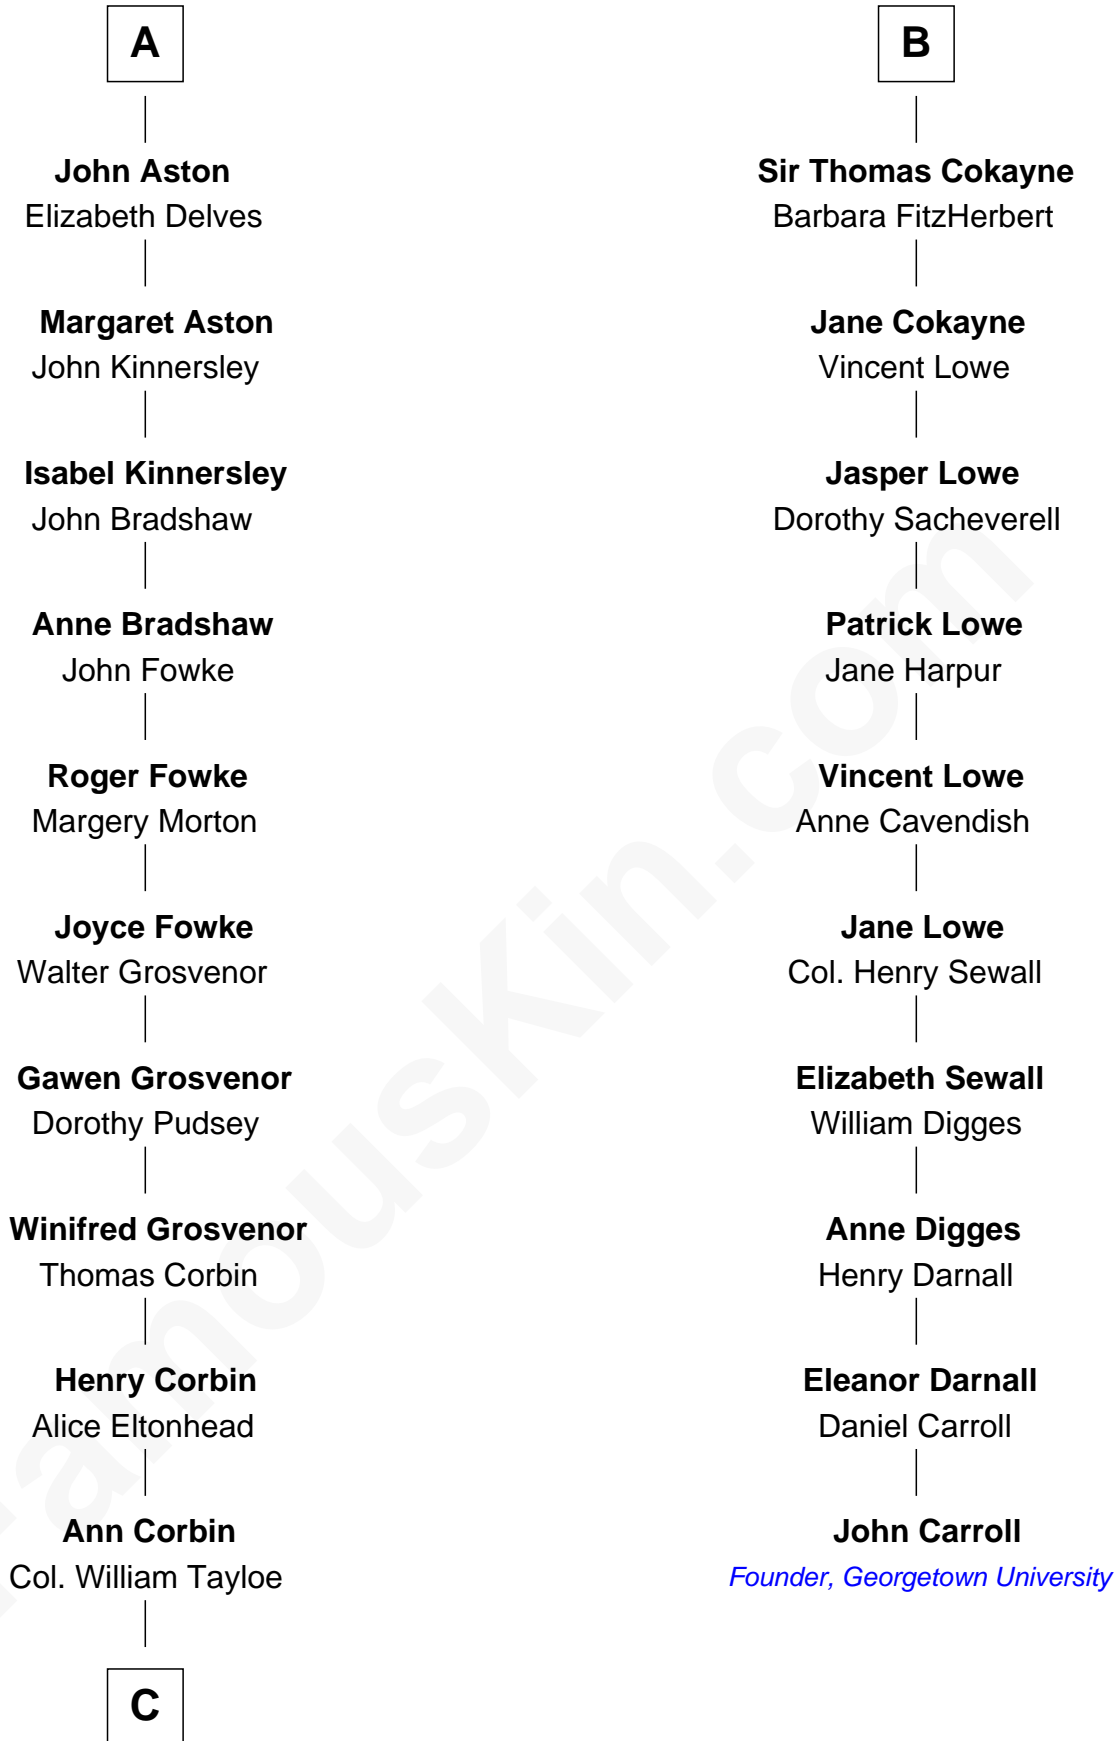 A
John Aston
Elizabeth Delves
Margaret Aston
John Kinnersley
Isabel Kinnersley
John Bradshaw
Anne Bradshaw
John Fowke
Roger Fowke
Margery Morton
Joyce Fowke
Walter Grosvenor
Gawen Grosvenor
Dorothy Pudsey
Winifred Grosvenor
Thomas Corbin
Henry Corbin
Alice Eltonhead
Ann Corbin
Col. William Tayloe
C
B
Sir Thomas Cokayne
Barbara FitzHerbert
Jane Cokayne
Vincent Lowe
Jasper Lowe
Dorothy Sacheverell
Patrick Lowe
Jane Harpur
Vincent Lowe
Anne Cavendish
Jane Lowe
Col. Henry Sewall
Elizabeth Sewall
William Digges
Anne Digges
Henry Darnall
Eleanor Darnall
Daniel Carroll
John Carroll
Founder, Georgetown University
FamousKin.com